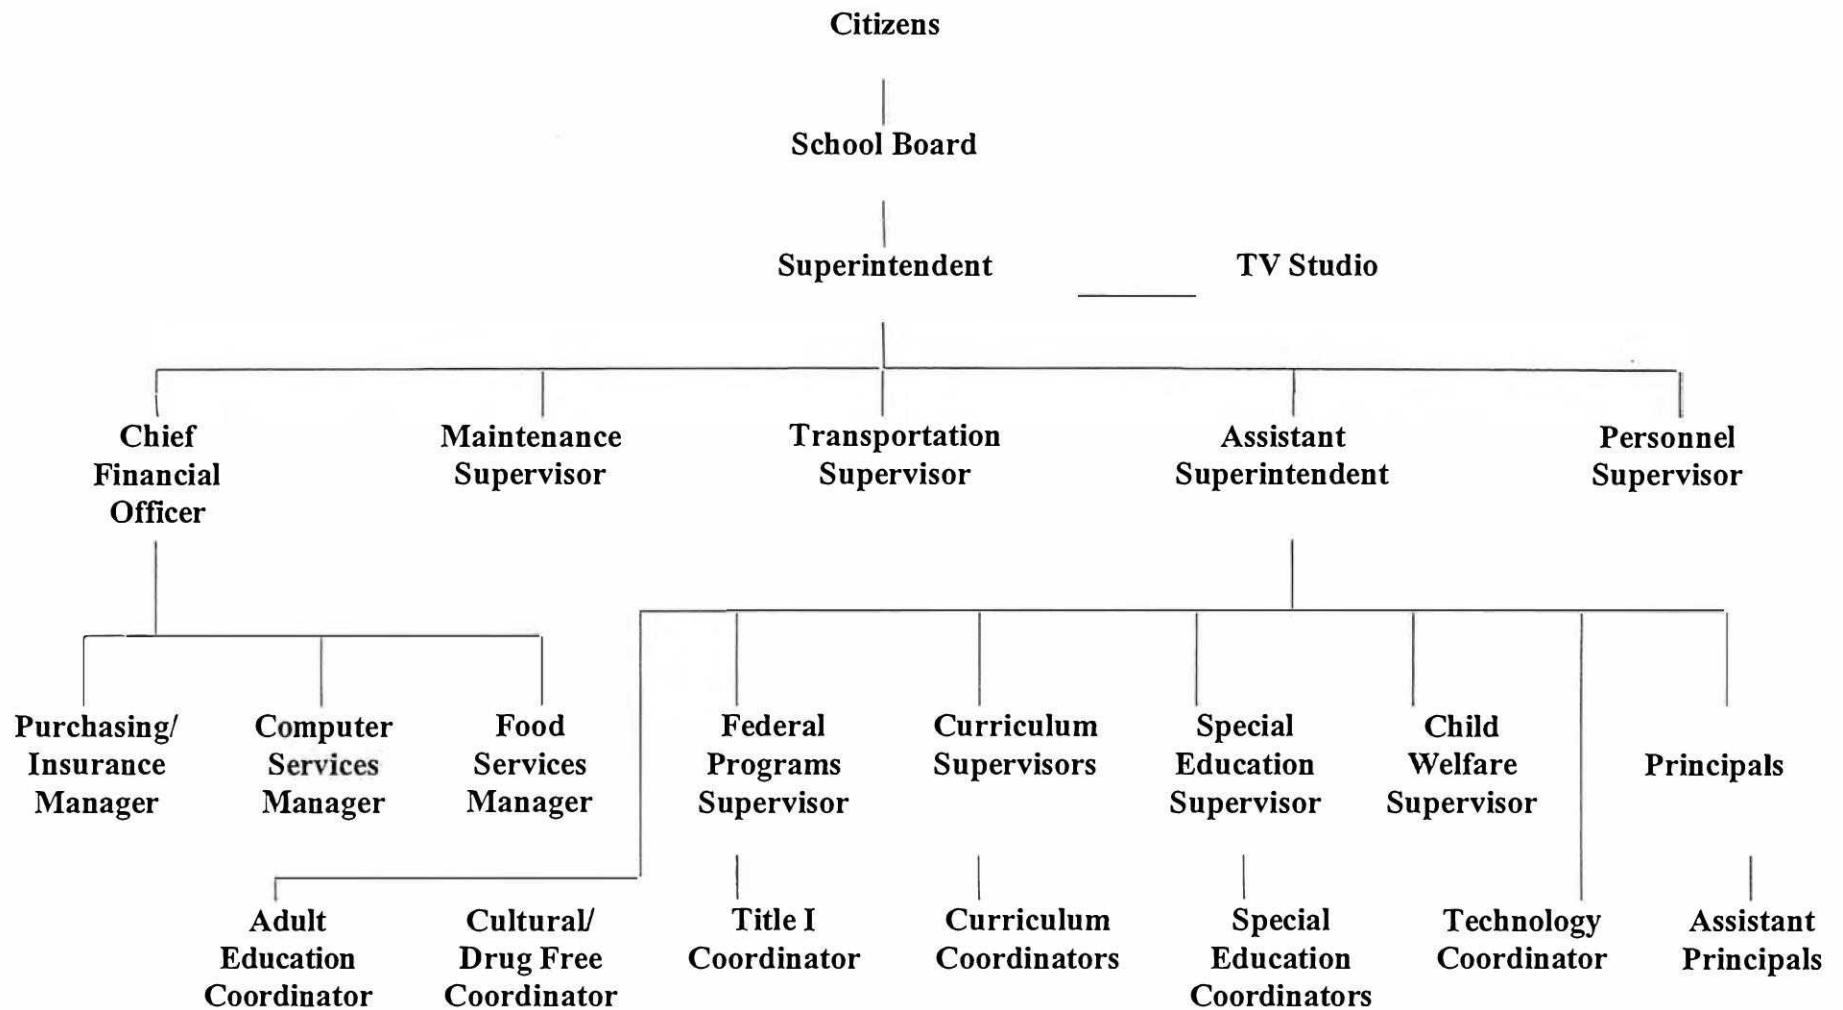 Citizens
School Board
Superintendent
TV Studio
Chief
Financial
Officer
Maintenance
Supervisor
Transportation
Supervisor
Assistant
Superintendent
Personnel
Supervisor
Purchasing/
Insurance
Manager
Computer
Services
Manager
Food
Services
Manager
Federal
Programs
Supervisor
Curriculum
Supervisors
Special
Education
Supervisor
Child
Welfare
Supervisor
Principals
Adult
Education
Coordinator
Cultural/
Drug Free
Coordinator
Title I
Coordinator
Curriculum
Coordinators
Special
Education
Coordinators
Technology
Coordinator
Assistant
Principals